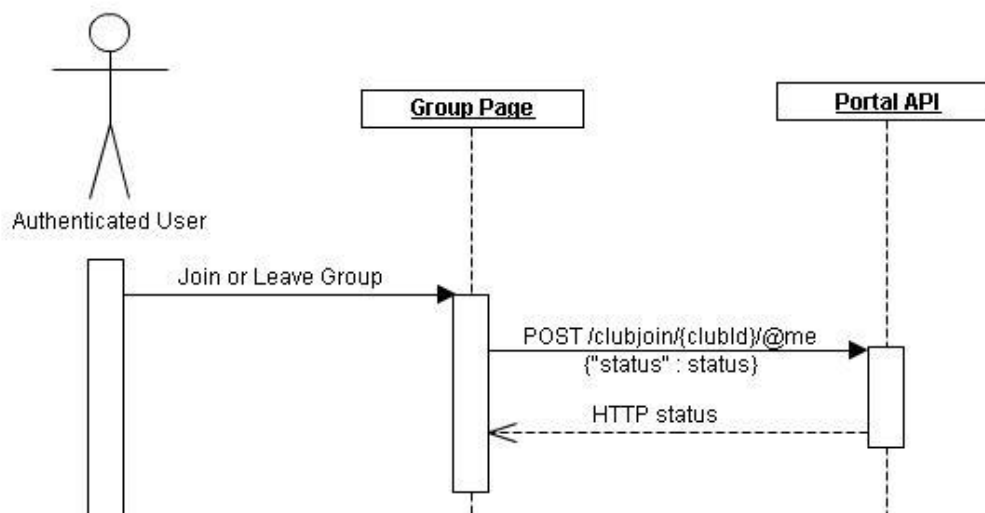 Group Page
Portal API
Authenticated User
Join or Leave Group
POST /clubjoin/{clubId}/@me
{"status" : status}
HTTP status